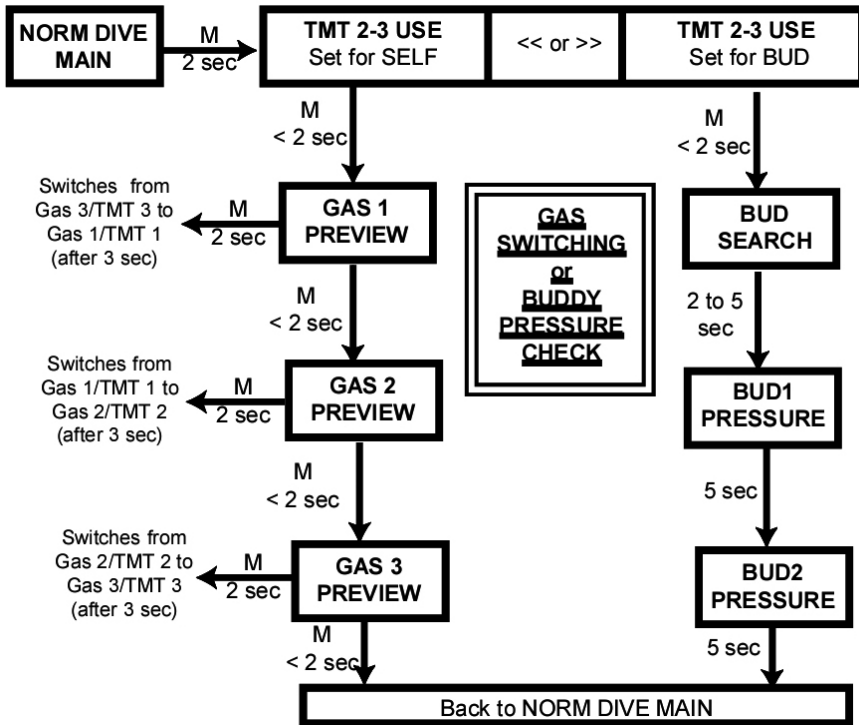 NORM DIVE
MAIN
M
2 sec
TMT 2-3 USE
Set for SELF
<< or >>
TMT 2-3 USE
Set for BUD
M
< 2 sec
M
< 2 sec
Switches from
Gas 3/TMT 3 to
Gas 1/TMT 1
(after 3 sec)
M
2 sec
GAS 1
PREVIEW
GAS
SWITCHING
or
BUDDY
PRESSURE
CHECK
BUD
SEARCH
M
< 2 sec
2 to 5
sec
Switches from
Gas 1/TMT 1 to
Gas 2/TMT 2
(after 3 sec)
M
2 sec
GAS 2
PREVIEW
BUD1
PRESSURE
M
< 2 sec
5 sec
Switches from
Gas 2/TMT 2 to
Gas 3/TMT 3
(after 3 sec)
M
2 sec
GAS 3
PREVIEW
BUD2
PRESSURE
M
< 2 sec
5 sec
Back to NORM DIVE MAIN